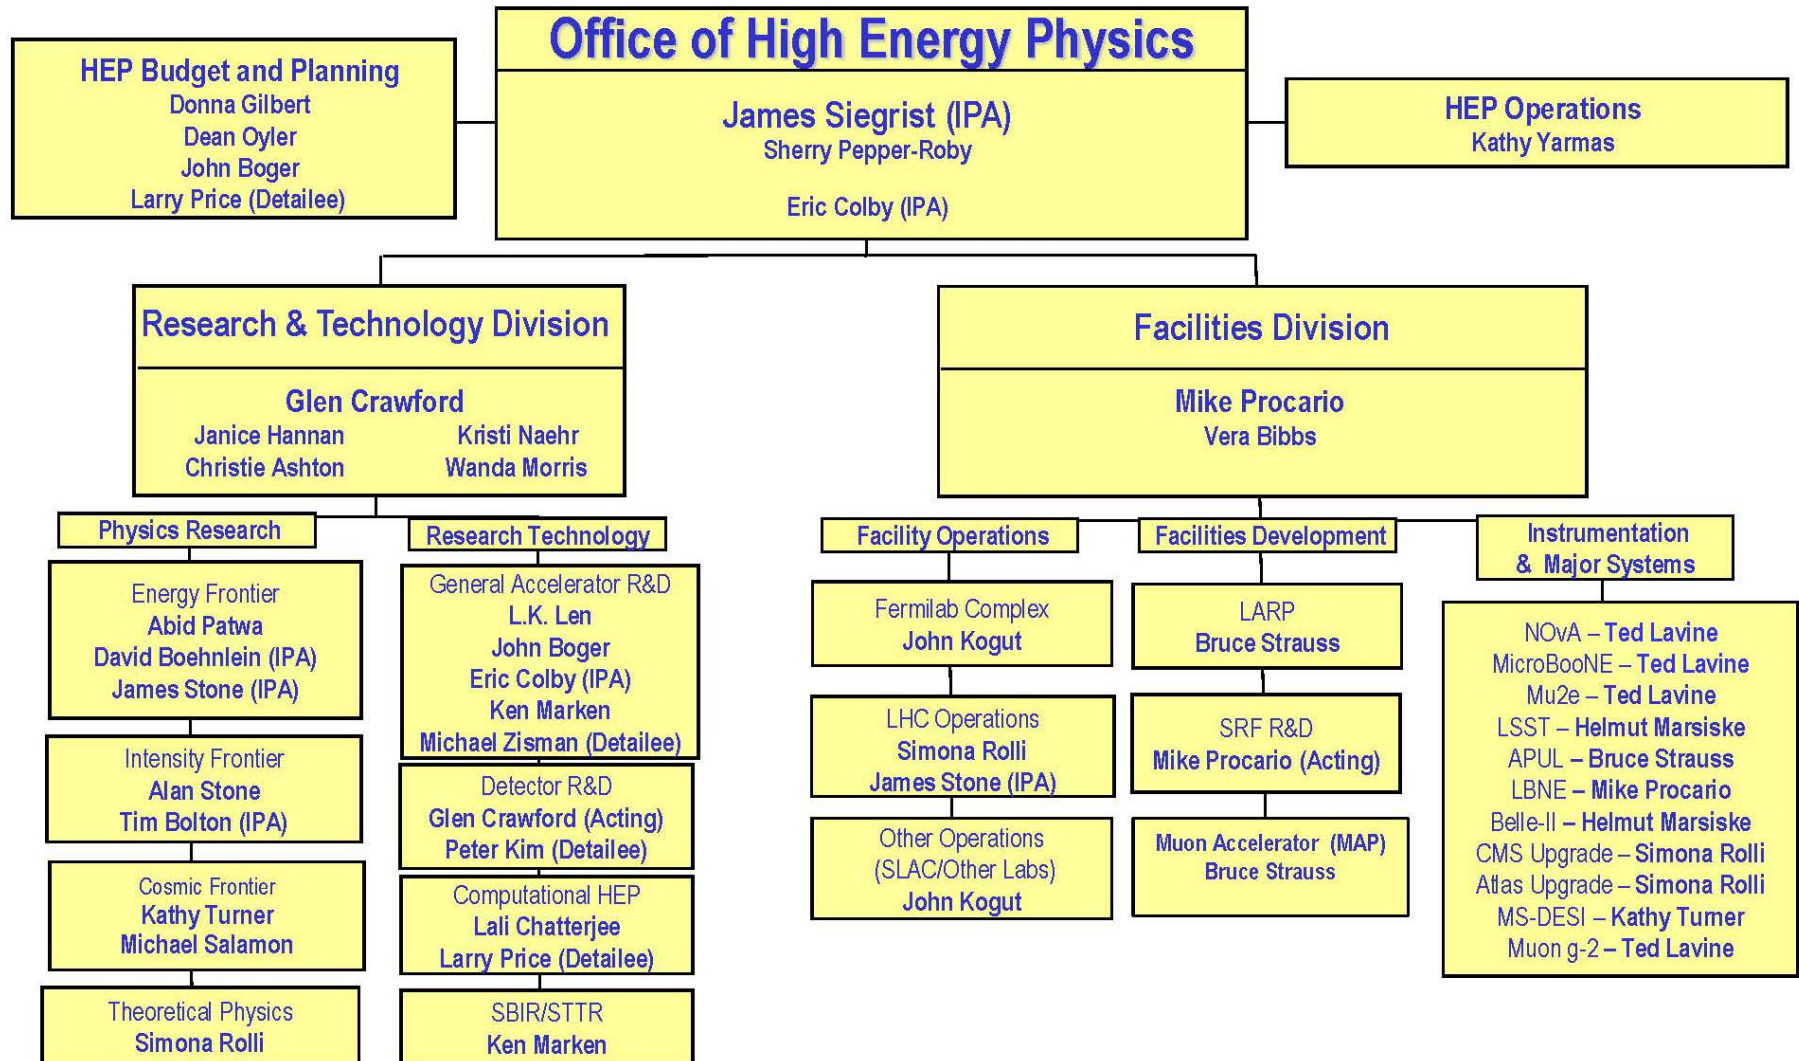 Office of High Energy Physics
James Siegrist (IPA)
Sherry Pepper-Roby
Eric Colby (IPA)
HEP Budget and Planning
Donna Gilbert
Dean Oyler
John Boger
Larry Price (Detailee)
HEP Operations
Kathy Yarmas
Research & Technology Division
Glen Crawford
Janice Hannan Kristi Naehr
Christie Ashton Wanda Morris
Physics Research
Energy Frontier
Abid Patwa
David Boehnlein (IPA)
James Stone (IPA)
Intensity Frontier
Alan Stone
Tim Bolton (IPA)
Cosmic Frontier
Kathy Turner
Michael Salamon
Theoretical Physics
Simona Rolli
Research Technology
General Accelerator R&D
L.K. Len
John Boger
Eric Colby (IPA)
Ken Marken
Michael Zisman (Detailee)
Detector R&D
Glen Crawford (Acting)
Peter Kim (Detailee)
Computational HEP
Lali Chatterjee
Larry Price (Detailee)
SBIR/STTR
Ken Marken
Facilities Division
Mike Procario
Vera Bibbs
Facility Operations
Fermilab Complex
John Kogut
LHC Operations
Simona Rolli
James Stone (IPA)
Other Operations
(SLAC/Other Labs)
John Kogut
Facilities Development
LARP
Bruce Strauss
SRF R&D
Mike Procario (Acting)
Muon Accelerator (MAP)
Bruce Strauss
Instrumentation
& Major Systems
NOvA – Ted Lavine
MicroBooNE – Ted Lavine
Mu2e – Ted Lavine
LSST – Helmut Marsiske
APUL – Bruce Strauss
LBNE – Mike Procario
Belle-II – Helmut Marsiske
CMS Upgrade – Simona Rolli
Atlas Upgrade – Simona Rolli
MS-DESI – Kathy Turner
Muon g-2 – Ted Lavine